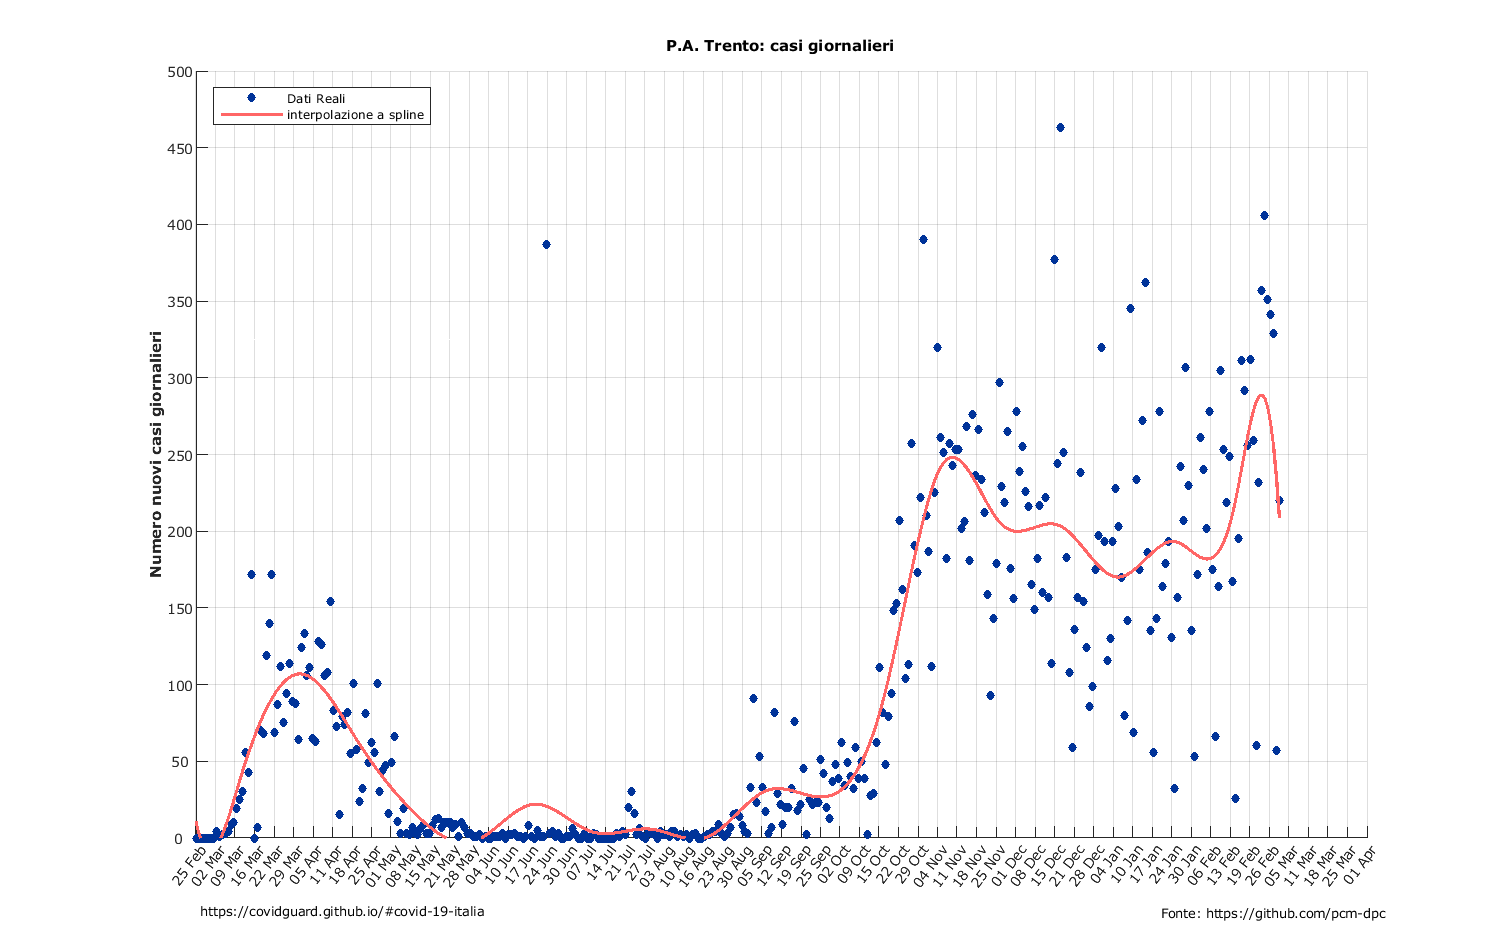 P.A. Trento: casi giornalieri
500
450
400
350
300
250
200
150
100
50
0
Dati Reali
interpolazione a spline
Numero nuovi casi giornalieri
25 Feb
02 Mar
09 Mar
16 Mar
22 Mar
29 Mar
05 Apr
11 Apr
18 Apr
25 Apr
01 May
08 May
15 May
21 May
28 May
04 Jun
10 Jun
17 Jun
24 Jun
30 Jun
07 Jul
14 Jul
21 Jul
27 Jul
03 Aug
10 Aug
16 Aug
23 Aug
30 Aug
05 Sep
12 Sep
19 Sep
25 Sep
02 Oct
09 Oct
15 Oct
22 Oct
29 Oct
04 Nov
11 Nov
18 Nov
25 Nov
01 Dec
08 Dec
15 Dec
21 Dec
28 Dec
04 Jan
10 Jan
17 Jan
24 Jan
30 Jan
06 Feb
13 Feb
19 Feb
26 Feb
05 Mar
11 Mar
18 Mar
25 Mar
01 Apr
https://covidguard.github.io/#covid-19-italia
Fonte: https://github.com/pcm-dpc